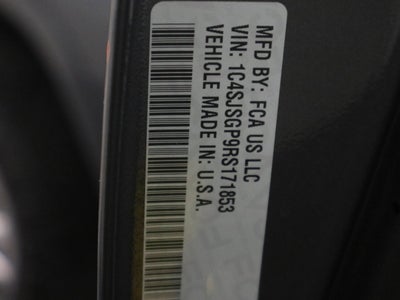 MFD BY: FCA US LLC
VIN: 1C4SJSGP9RS171853
VEHICLE MADE IN: U.S.A.